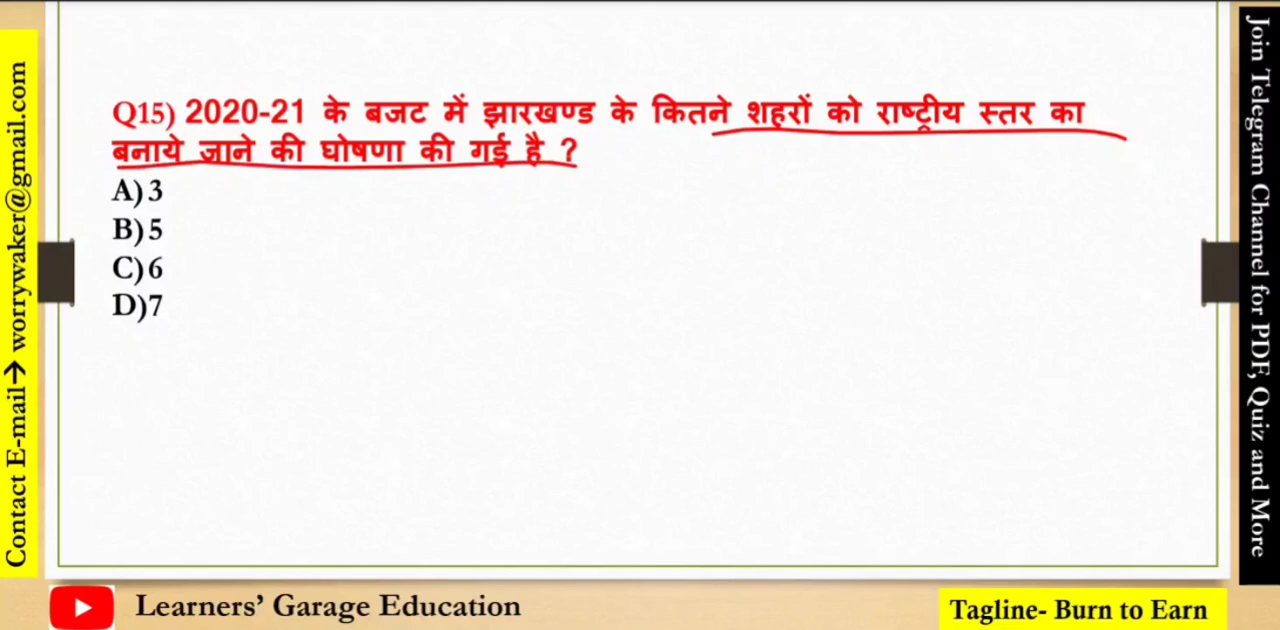 Q15) 2020-21 के बजट में झारखण्ड के कितने शहरों को राष्ट्रीय स्तर का
बनाये जाने की घोषणा की गई है ?
A) 3
B) 5
C) 6
D)7
Contact E-mail→ worrywaker@gmail.com
Join Telegram Channel for PDF, Quiz and More
Learners’ Garage Education
Tagline- Burn to Earn